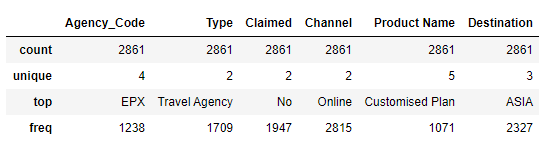 Agency_Code Type Claimed Channel Product Name Destination
count 2861 2861 2861 2861 2861 2861
unique 4 2 2 2 5 3
top EPX Travel Agency No Online Customised Plan ASIA
freq 1238 1709 1947 2815 1071 2327